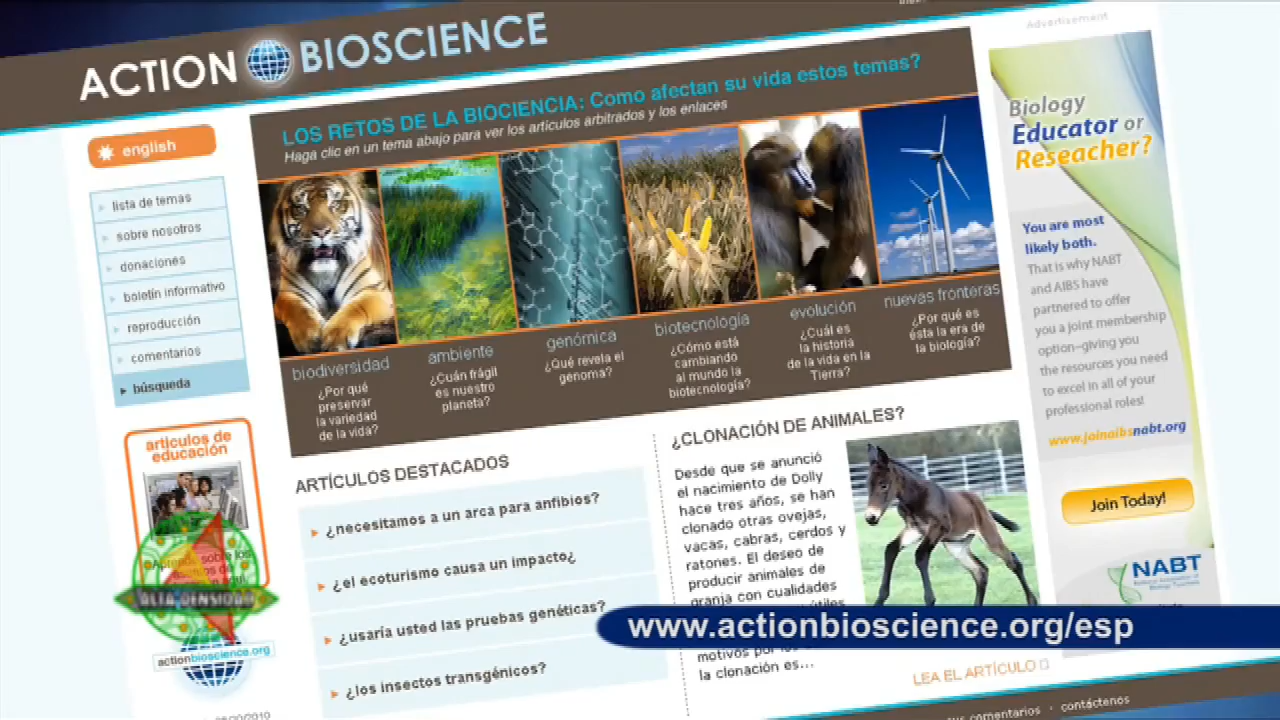 ACTION BIOSCIENCE
Advertisement
english
lista de temas
sobre nosotros
donaciones
boletín informativo
reproducción
comentarios
búsqueda
LOS RETOS DE LA BIOCIENCIA: Como afectan su vida estos temas?
Haga clic en un tema abajo para ver los artículos arbitrados y los enlaces
biodiversidad
¿Por qué
preservar
la variedad
de la vida?
ambiente
¿Cuán frágil
es nuestro
planeta?
genómica
¿Qué revela el
genoma?
biotecnología
¿Cómo está
cambiando
al mundo la
biotecnología?
evolución
¿Cuál es
la historia
de la vida en la
Tierra?
nuevas fronteras
¿Por qué es
ésta la era de
la biología?
Biology
Educator or
Reseacher?
You are most
likely both.
That is why NABT
and AIBS have
partnered to offer
you a joint membership
option–giving you
the resources you need
to excel in all of your
professional roles!
www.joinaibsnabt.org
Join Today!
NABT
artículos de
educación
ALTA DENSIDAD
actionbioscience.org
ARTÍCULOS DESTACADOS
¿necesitamos a un arca para anfibios?
¿el ecoturismo causa un impacto¿
¿usaría usted las pruebas genéticas?
¿los insectos transgénicos?
¿CLONACIÓN DE ANIMALES?
Desde que se anunció
el nacimiento de Dolly
hace tres años, se han
clonado otras ovejas,
vacas, cabras, cerdos y
ratones. El deseo de
producir animales de
granja con cualidades
motivos por
la clonación es...
LEA EL ARTÍCULO
www.actionbioscience.org/esp
comentarios · contáctenos